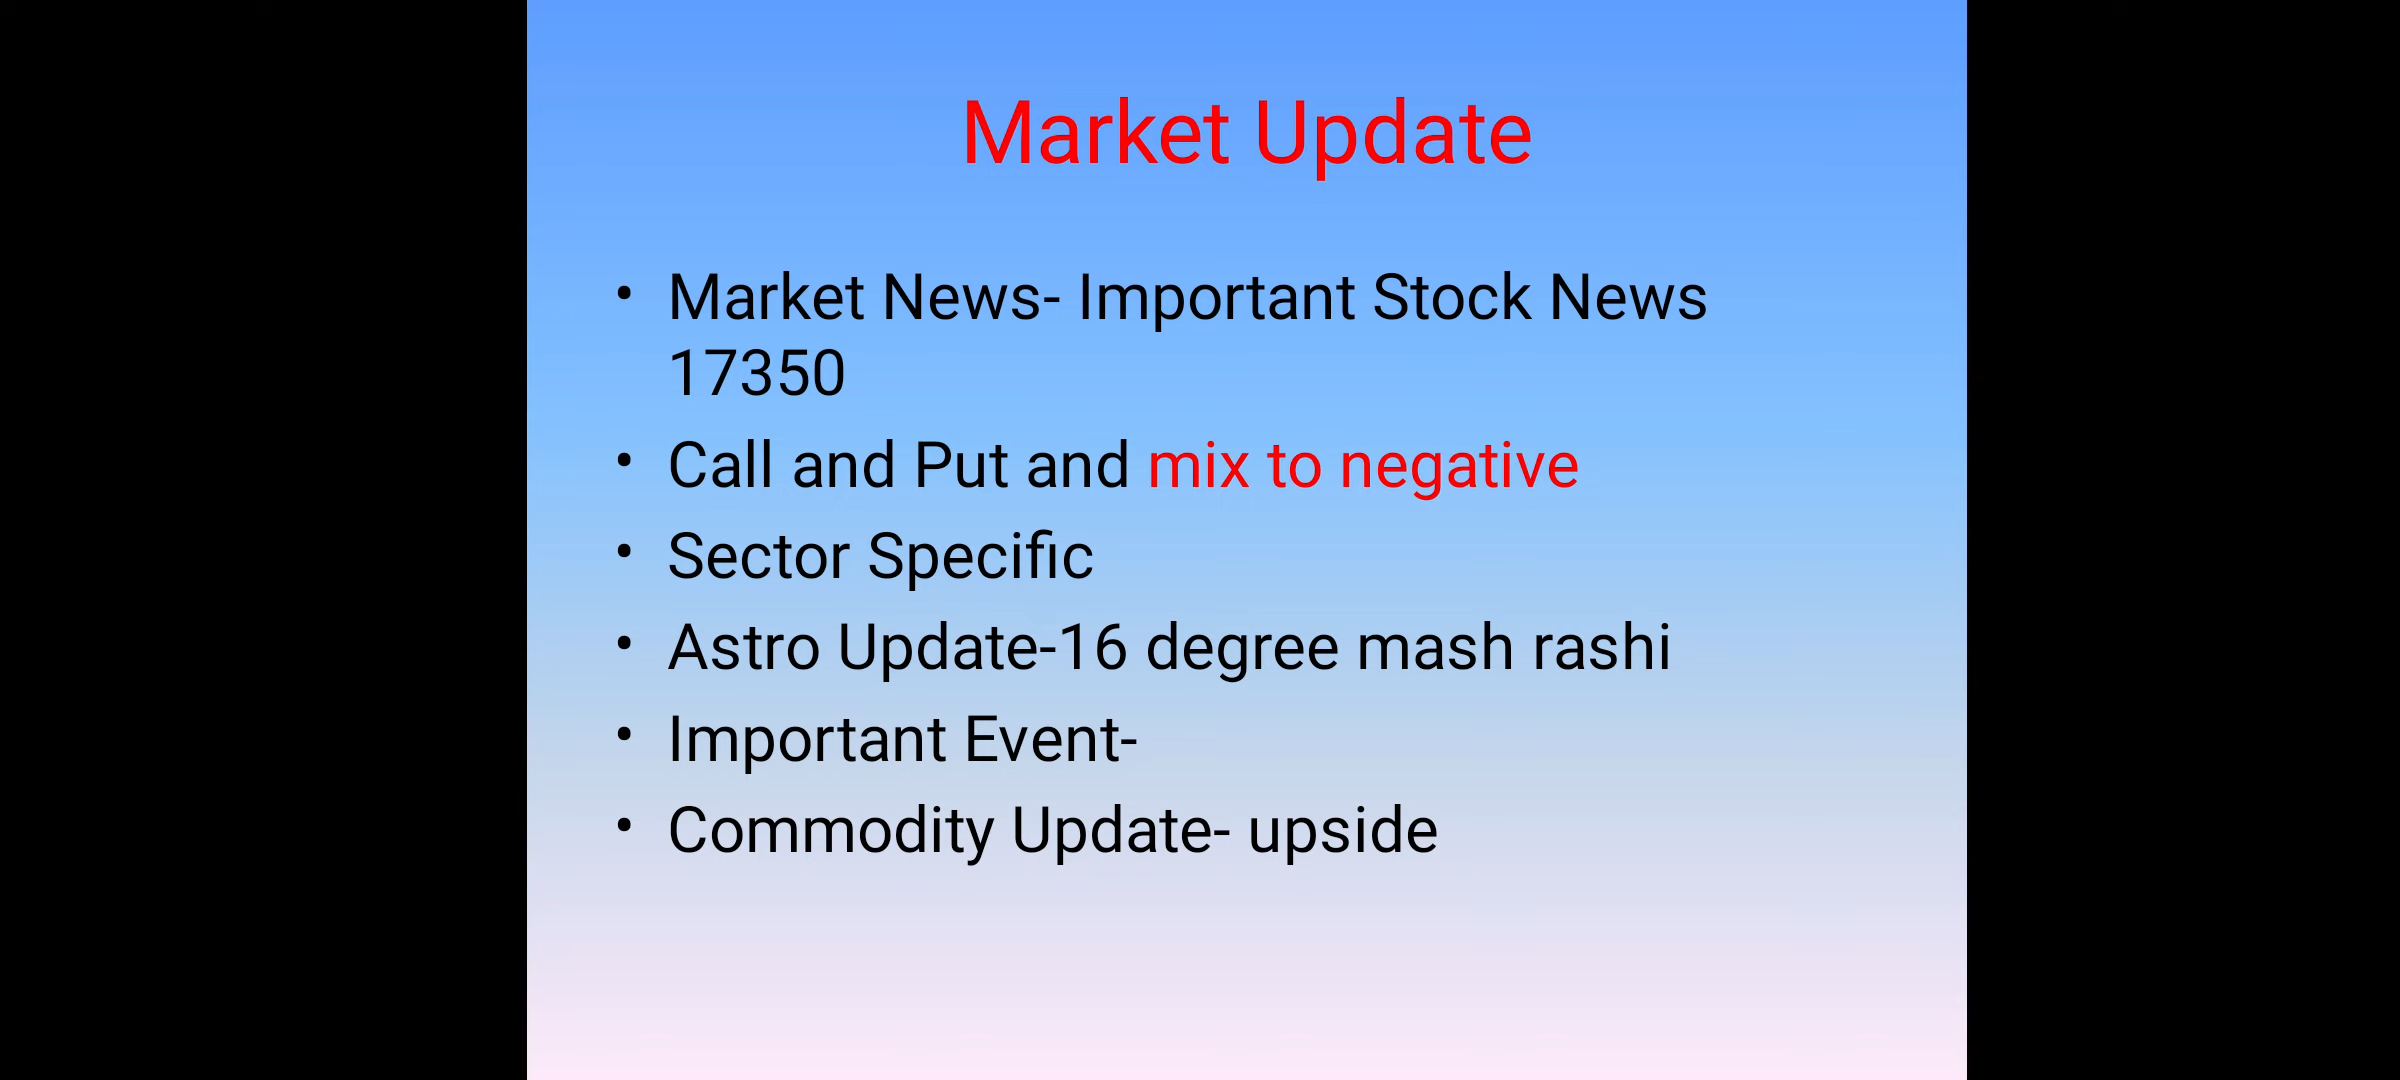 Market Update
• Market News- Important Stock News
17350
• Call and Put and mix to negative
• Sector Specific
• Astro Update-16 degree mash rashi
• Important Event-
• Commodity Update- upside